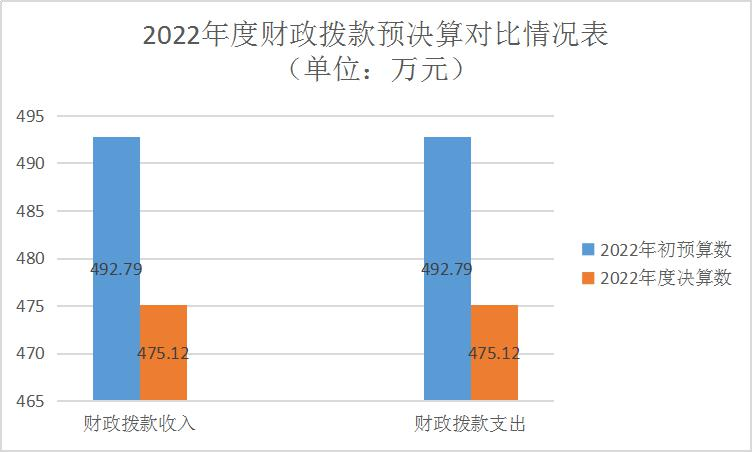 2022年度财政拨款预决算对比情况表
（单位：万元）
495
490
485
480
475
470
465
492.79
475.12
492.79
475.12
财政拨款收入
财政拨款支出
2022年初预算数
2022年度决算数